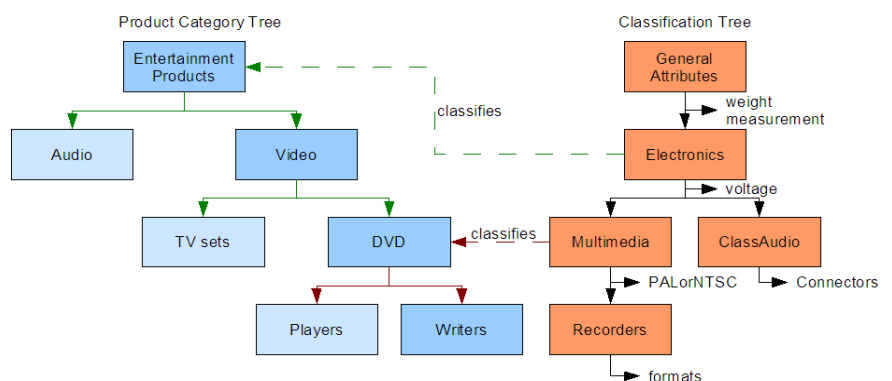 Product Category Tree
Classification Tree
Entertainment
Products
General
Attributes
classifies
weight
measurement
Audio
Video
Electronics
voltage
TV sets
DVD
classifies
Multimedia
ClassAudio
PALorNTSC
Connectors
Players
Writers
Recorders
formats